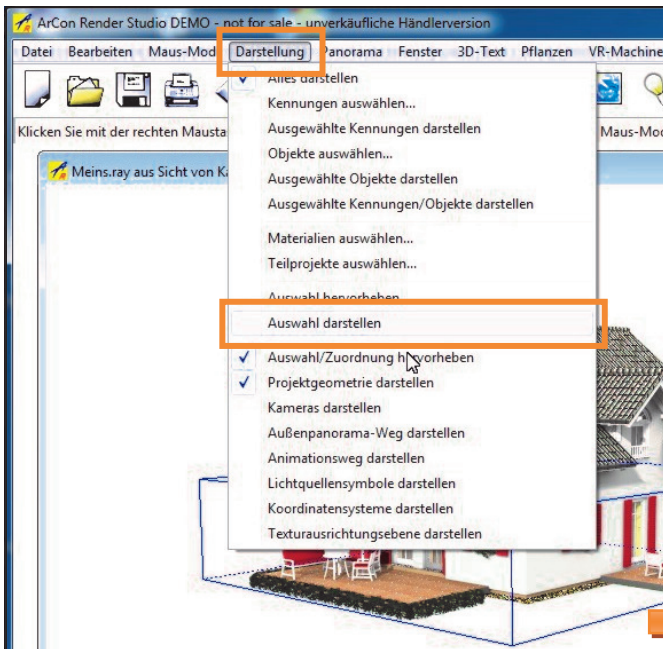 ArCon Render Studio DEMO - not for sale - unverkäufliche Händlerversion
Datei Bearbeiten Maus-Mod Darstellung Panorama Fenster 3D-Text Pflanzen VR-Machine
Alles darstellen
Kennungen auswählen...
Klicken Sie mit der rechten Mausta
Ausgewählte Kennungen darstellen
Maus-Mod
Objekte auswählen...
Meins.ray aus Sicht von Ka
Ausgewählte Objekte darstellen
Ausgewählte Kennungen/Objekte darstellen
Materialien auswählen...
Teilprojekte auswählen...
Auswahl hervorheben
Auswahl darstellen
Auswahl/Zuordnung hervorheben
Projektgeometrie darstellen
Kameras darstellen
Außenpanorama-Weg darstellen
Animationsweg darstellen
Lichtquellensymbole darstellen
Koordinatensysteme darstellen
Texturausrichtungsebene darstellen